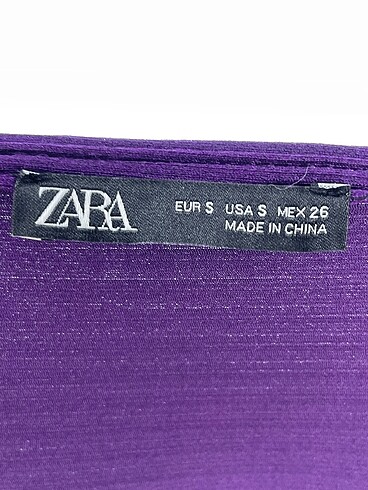 ZARA
EUR S USA S MEX 26
MADE IN CHINA